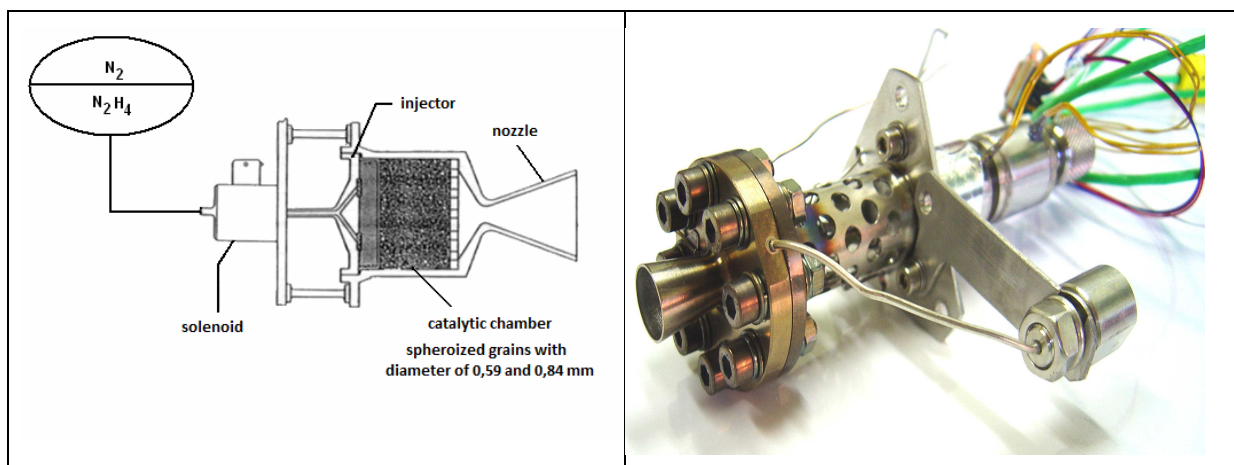 N2
N2H4
injector
nozzle
solenoid
catalytic chamber
spheroized grains with
diameter of 0,59 and 0,84 mm